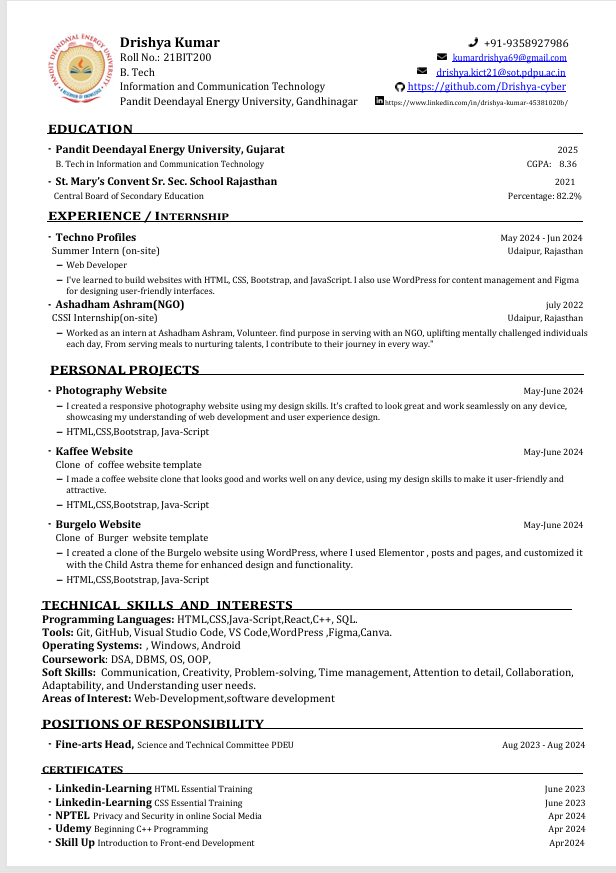 PANDIT DEENDAYAL ENERGY UNIVERSITY
Drishya Kumar
Roll No.: 21BIT200
B. Tech
Information and Communication Technology
Pandit Deendayal Energy University, Gandhinagar
+91-9358927986
kumardrishya69@gmail.com
drishya.kict21@sot.pdpu.ac.in
https://github.com/Drishya-cyber
https://www.linkedin.com/in/drishya-kumar-45381020b/
EDUCATION
· Pandit Deendayal Energy University, Gujarat 2025
B. Tech in Information and Communication Technology CGPA: 8.36
· St. Mary's Convent Sr. Sec. School Rajasthan 2021
Central Board of Secondary Education Percentage: 82.2%
EXPERIENCE / INTERNSHIP
· Techno Profiles May 2024 - Jun 2024
Summer Intern (on-site) Udaipur, Rajasthan
– Web Developer
– I've learned to build websites with HTML, CSS, Bootstrap, and JavaScript. I also use WordPress for content management and Figma
for designing user-friendly interfaces.
· Ashadham Ashram(NGO) july 2022
CSSI Internship(on-site) Udaipur, Rajasthan
– Worked as an intern at Ashadham Ashram, Volunteer. find purpose in serving with an NGO, uplifting mentally challenged individuals
each day, From serving meals to nurturing talents, I contribute to their journey in every way."
PERSONAL PROJECTS
· Photography Website May-June 2024
– I created a responsive photography website using my design skills. It's crafted to look great and work seamlessly on any device,
showcasing my understanding of web development and user experience design.
– HTML,CSS,Bootstrap, Java-Script
· Kaffee Website May-June 2024
Clone of coffee website template
– I made a coffee website clone that looks good and works well on any device, using my design skills to make it user-friendly and
attractive.
– HTML,CSS,Bootstrap, Java-Script
· Burgelo Website May-June 2024
Clone of Burger website template
– I created a clone of the Burgelo website using WordPress, where I used Elementor , posts and pages, and customized it
with the Child Astra theme for enhanced design and functionality.
– HTML,CSS,Bootstrap, Java-Script
TECHNICAL SKILLS AND INTERESTS
Programming Languages: HTML,CSS,Java-Script,React,C++, SQL.
Tools: Git, GitHub, Visual Studio Code, VS Code,WordPress ,Figma,Canva.
Operating Systems: , Windows, Android
Coursework: DSA, DBMS, OS, OOP,
Soft Skills: Communication, Creativity, Problem-solving, Time management, Attention to detail, Collaboration,
Adaptability, and Understanding user needs.
Areas of Interest: Web-Development,software development
POSITIONS OF RESPONSIBILITY
· Fine-arts Head, Science and Technical Committee PDEU Aug 2023 - Aug 2024
CERTIFICATES
· Linkedin-Learning HTML Essential Training June 2023
· Linkedin-Learning CSS Essential Training June 2023
· NPTEL Privacy and Security in online Social Media Apr 2024
· Udemy Beginning C++ Programming Apr 2024
· Skill Up Introduction to Front-end Development Apr2024